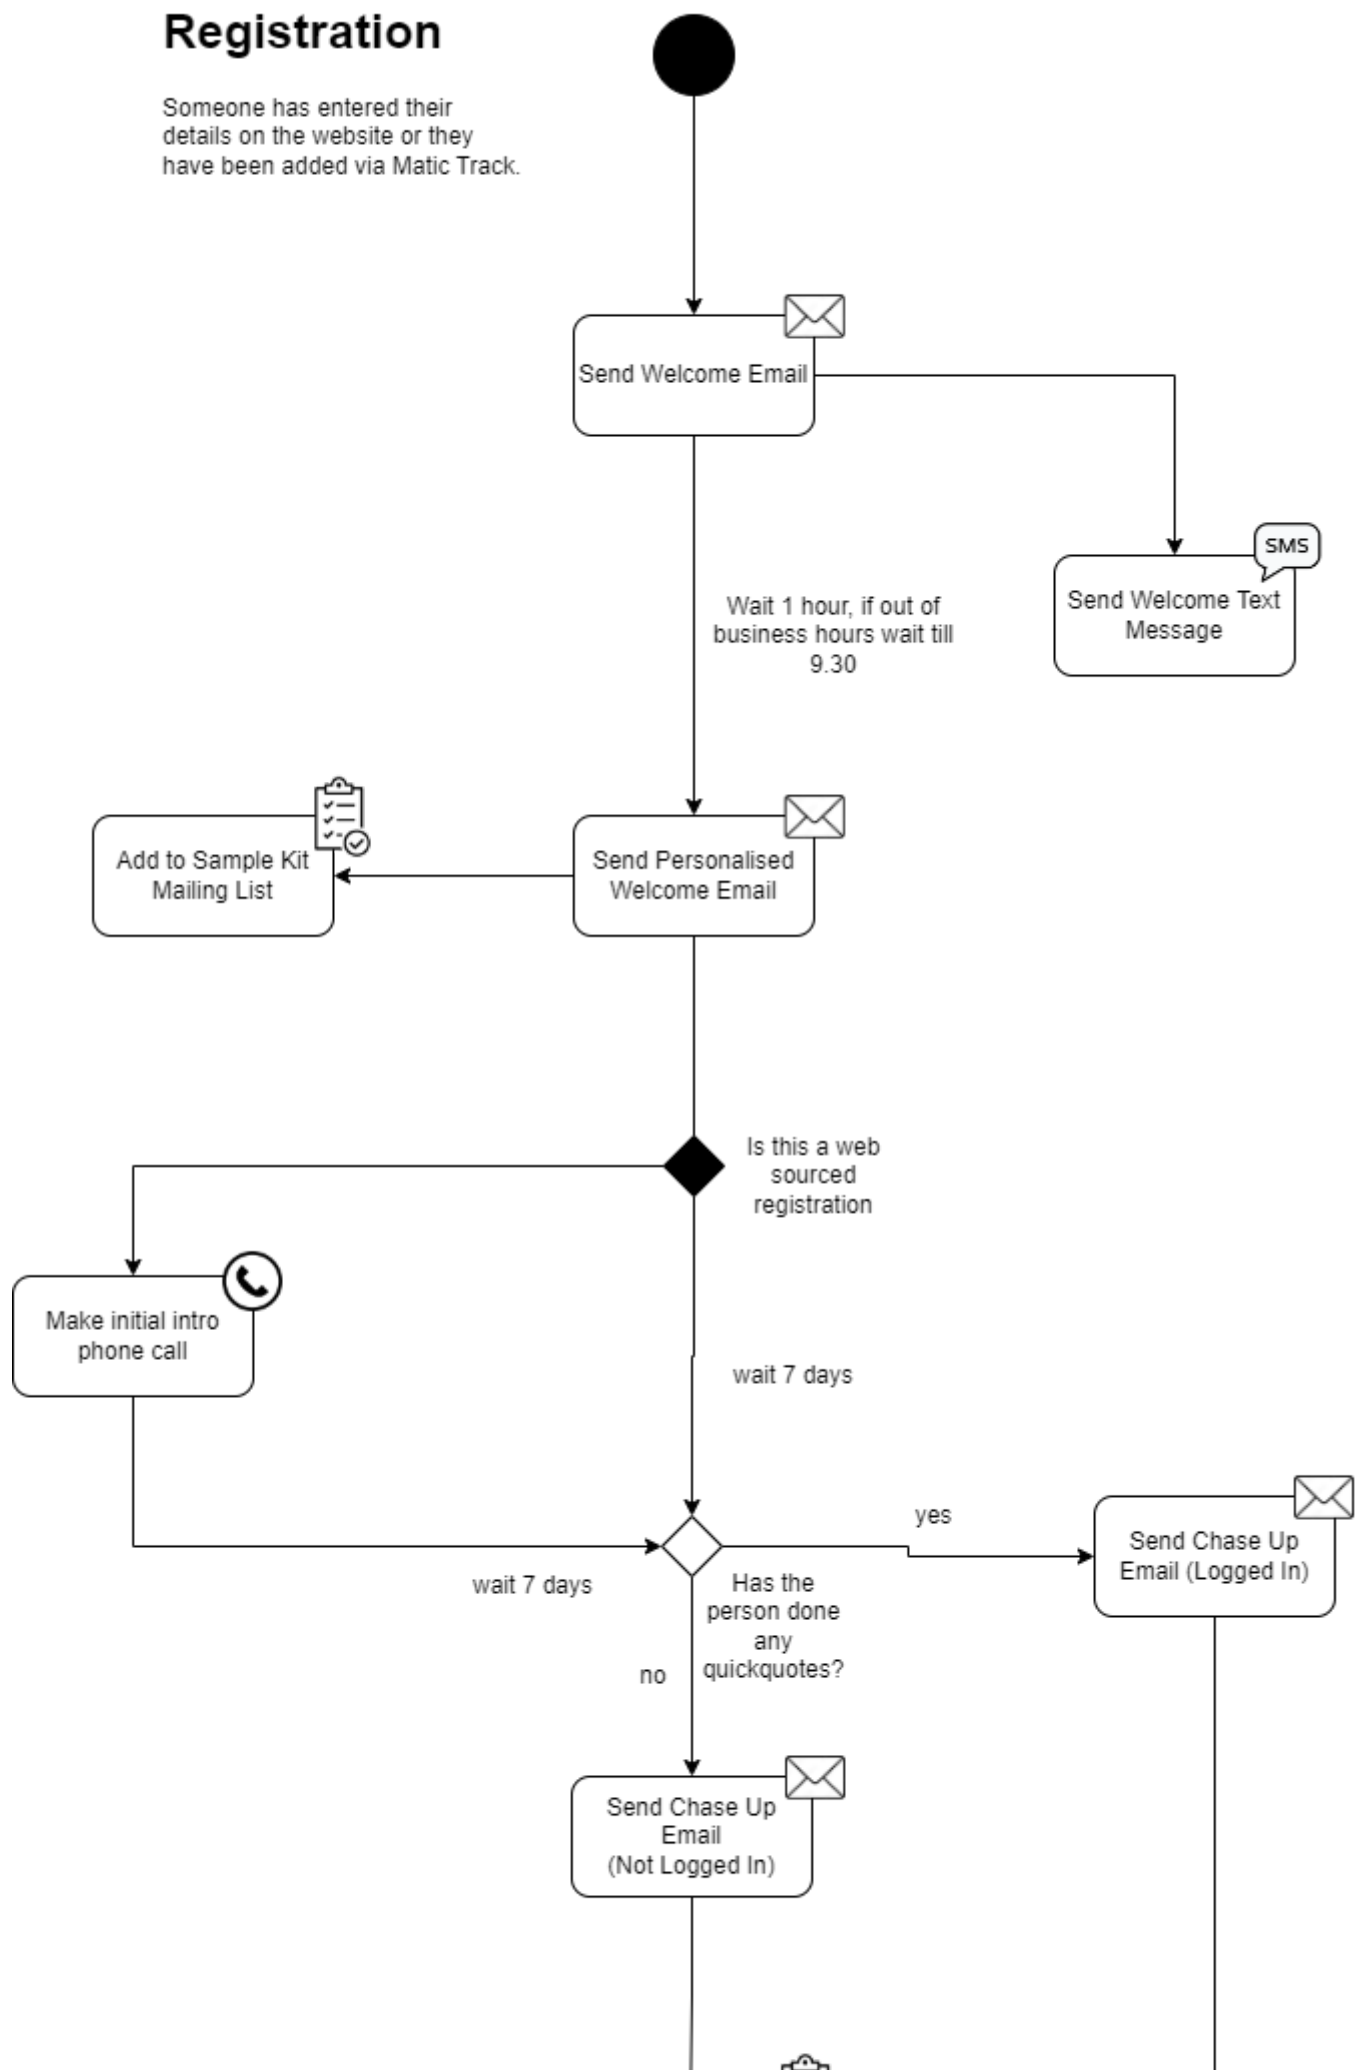 Registration
Someone has entered their
details on the website or they
have been added via Matic Track.
Send Welcome Email
SMS
Send Welcome Text
Message
Wait 1 hour, if out of
business hours wait till
9.30
Add to Sample Kit
Mailing List
Send Personalised
Welcome Email
Is this a web
sourced
registration
Make initial intro
phone call
wait 7 days
yes
Send Chase Up
Email (Logged In)
wait 7 days
Has the
person done
any
quickquotes?
no
Send Chase Up
Email
(Not Logged In)